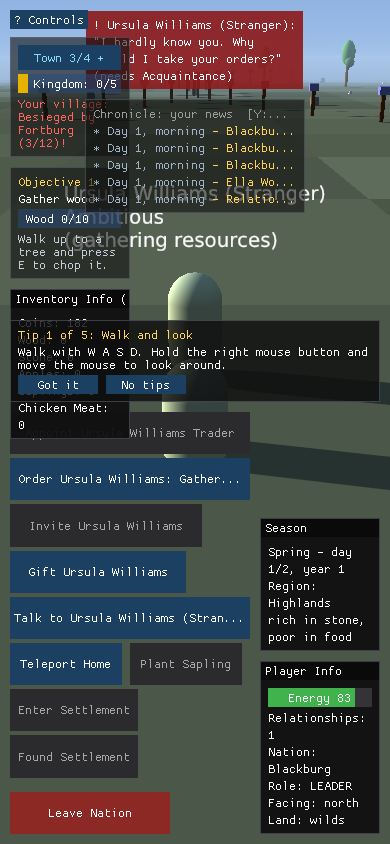 ? Controls
! Ursula Williams (Stranger):
hardly know you. Why
I take your orders?"
Acquaintance)
Town 3/4 +
Kingdom: 0/5
Your village:
Besieged by
Fortburg
(3/12)!
Chronicle: your news [Y:...
* Day 1, morning – Blackbu...
* Day 1, morning – Blackbu...
* Day 1, morning – Blackbu...
* Day 1, morning – Ella Wo...
* Day 1, morning – Relatio...
Objective
Gather wood
Wood 0/10
Walk up to a
tree and press
E to chop it.
Ursula Williams (Stranger)
(gathering resources)
Inventory Info (
Coins: 182
Tip 1 of 5: Walk and look
Walk with W A S D. Hold the right mouse button and
move the mouse to look around.
Got it
No tips
Chicken Meat:
0
Williams Trader
Order Ursula Williams: Gather...
Invite Ursula Williams
Gift Ursula Williams
Talk to Ursula Williams (Stran...
Teleport Home
Plant Sapling
Enter Settlement
Found Settlement
Leave Nation
Season
Spring – day
1/2, year 1
Region:
Highlands
rich in stone,
poor in food
Player Info
Energy 83
Relationships:
1
Nation:
Blackburg
Role: LEADER
Facing: north
Land: wilds